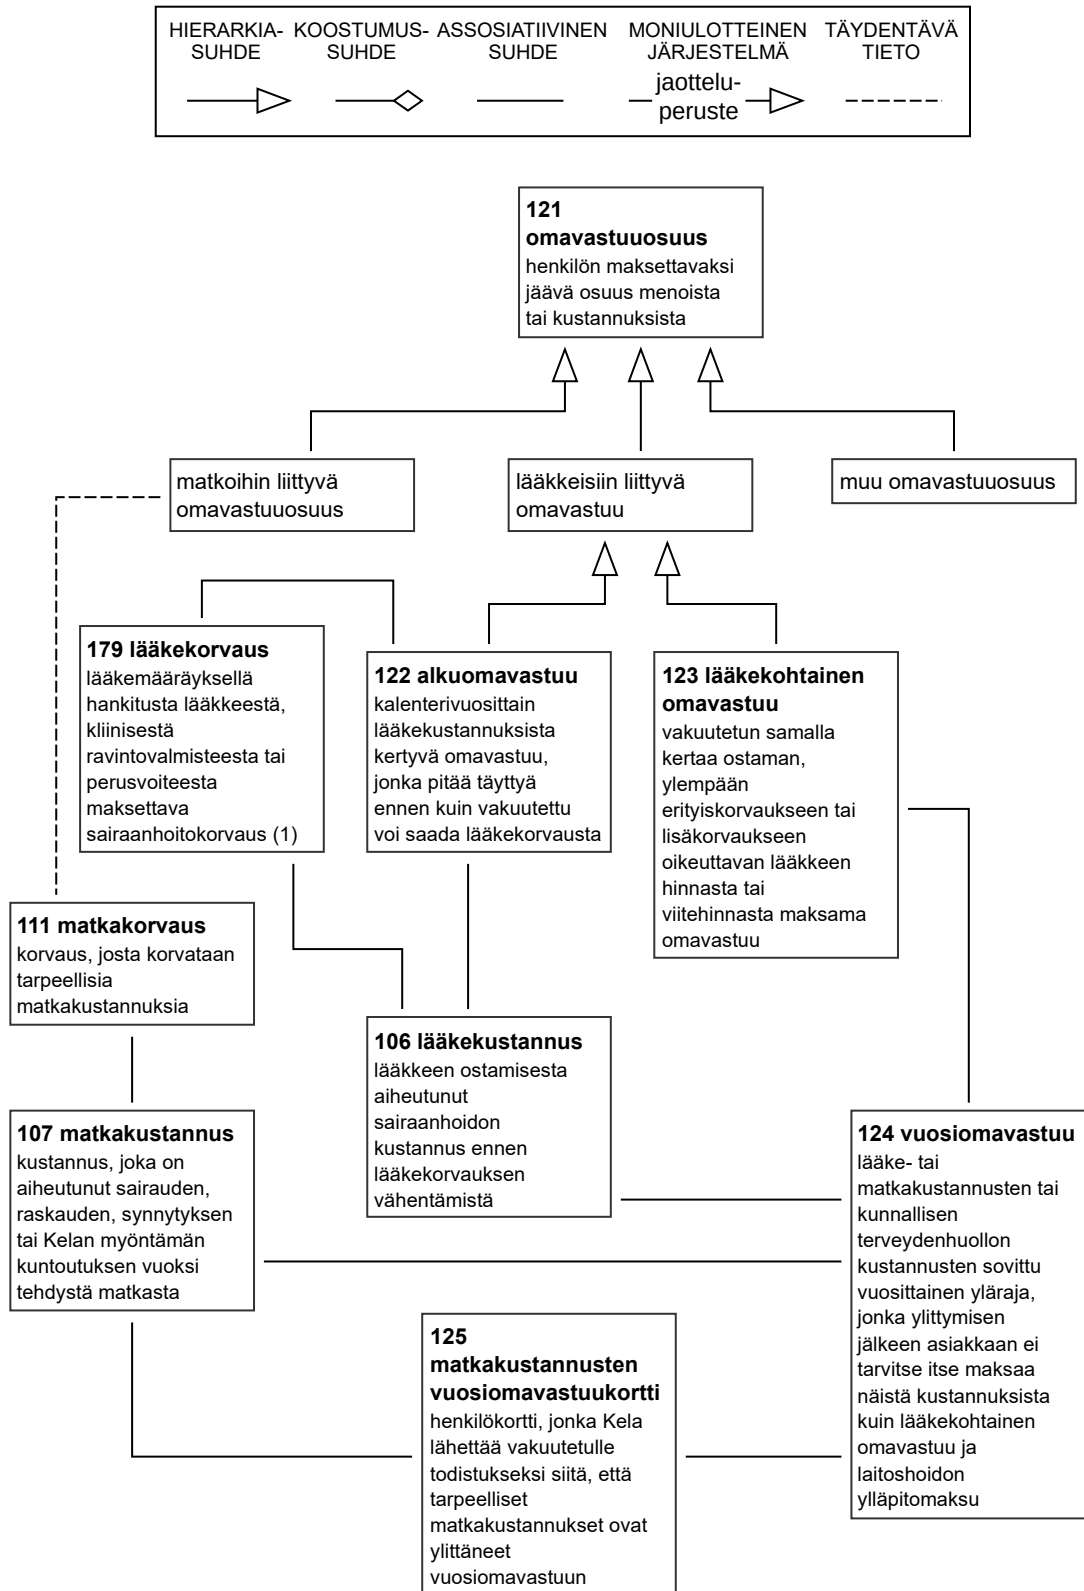 HIERARKIA-
SUHDE
KOOSTUMUS-
SUHDE
ASSOSIATIIVINEN
SUHDE
MONIULOTTEINEN
JÄRJESTELMÄ
jaottelu-
peruste
TÄYDENTÄVÄ
TIETO
121
omavastuuosuus
henkilön maksettavaksi
jäävä osuus menoista
tai kustannuksista
matkoihin liittyvä
omavastuuosuus
lääkkeisiin liittyvä
omavastuu
muu omavastuuosuus
179 lääkekorvaus
lääkemääräyksellä
hankitusta lääkkeestä,
kliinisestä
ravintovalmisteesta tai
perusvoiteesta
maksettava
sairaanhoitokorvaus (1)
122 alkuomavastuu
kalenterivuosittain
lääkekustannuksista
kertyvä omavastuu,
jonka pitää täyttyä
ennen kuin vakuutettu
voi saada lääkekorvausta
123 lääkekohtainen
omavastuu
vakuutetun samalla
kertaa ostaman,
ylempään
erityiskorvaukseen tai
lisäkorvaukseen
oikeuttavan lääkkeen
hinnasta tai
viitehinnasta maksama
omavastuu
111 matkakorvaus
korvaus, josta korvataan
tarpeellisia
matkakustannuksia
106 lääkekustannus
lääkkeen ostamisesta
aiheutunut
sairaanhoidon
kustannus ennen
lääkekorvauksen
vähentämistä
107 matkakustannus
kustannus, joka on
aiheutunut sairauden,
raskauden, synnytyksen
tai Kelan myöntämän
kuntoutuksen vuoksi
tehdystä matkasta
124 vuosiomavastuu
lääke- tai
matkakustannusten tai
kunnallisen
terveydenhuollon
kustannusten sovittu
vuosittainen yläraja,
jonka ylittymisen
jälkeen asiakkaan ei
tarvitse itse maksaa
näistä kustannuksista
kuin lääkekohtainen
omavastuu ja
laitoshoidon
ylläpitomaksu
125
matkakustannusten
vuosiomavastuukortti
henkilökortti, jonka Kela
lähettää vakuutetulle
todistukseksi siitä, että
tarpeelliset
matkakustannukset ovat
ylittäneet
vuosiomavastuun